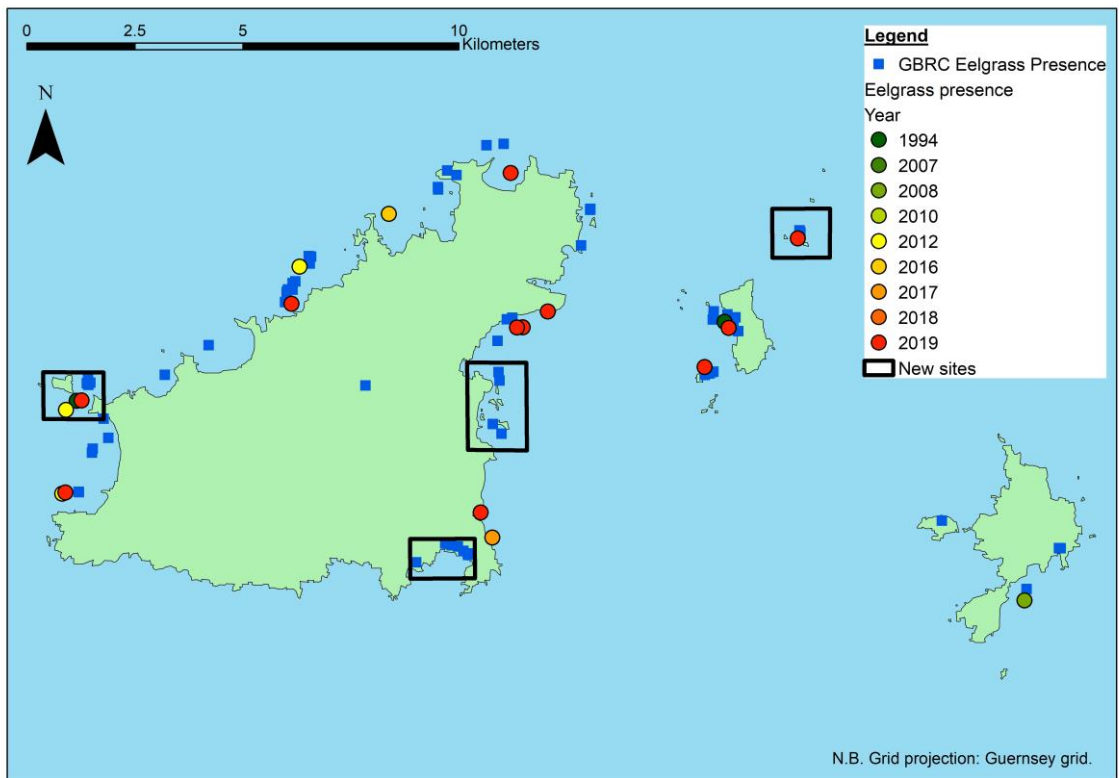 0 2.5 5 10
Kilometers
N
Legend
GBRC Eelgrass Presence
Eelgrass presence
Year
1994
2007
2008
2010
2012
2016
2017
2018
2019
New sites
N.B. Grid projection: Guernsey grid.